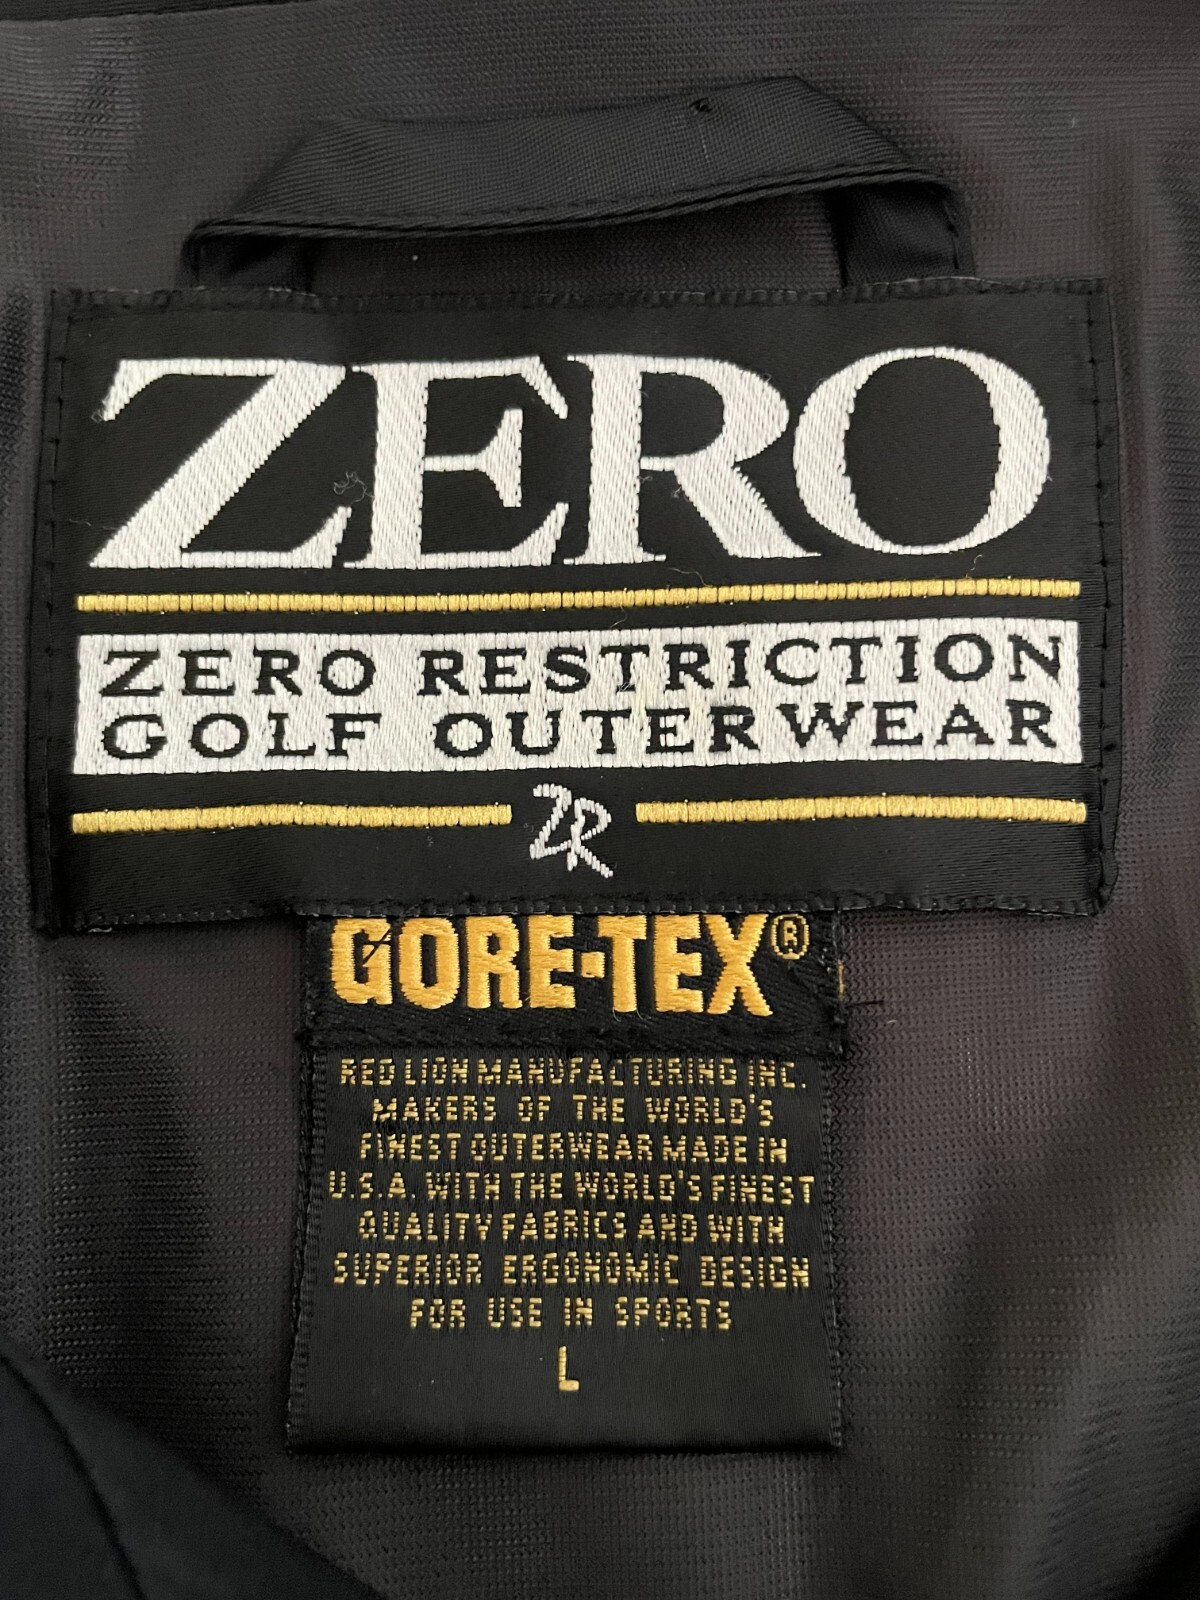 ZERO
ZERO RESTRICTION
GOLF OUTERWEAR
ZR
GORE-TEX®
RED LION MANUFACTURING INC.
MAKERS OF THE WORLD'S
FINEST OUTERWEAR MADE IN
U.S.A. WITH THE WORLD'S FINEST
QUALITY FABRICS AND WITH
SUPERIOR ERGONOMIC DESIGN
FOR USE IN SPORTS
L